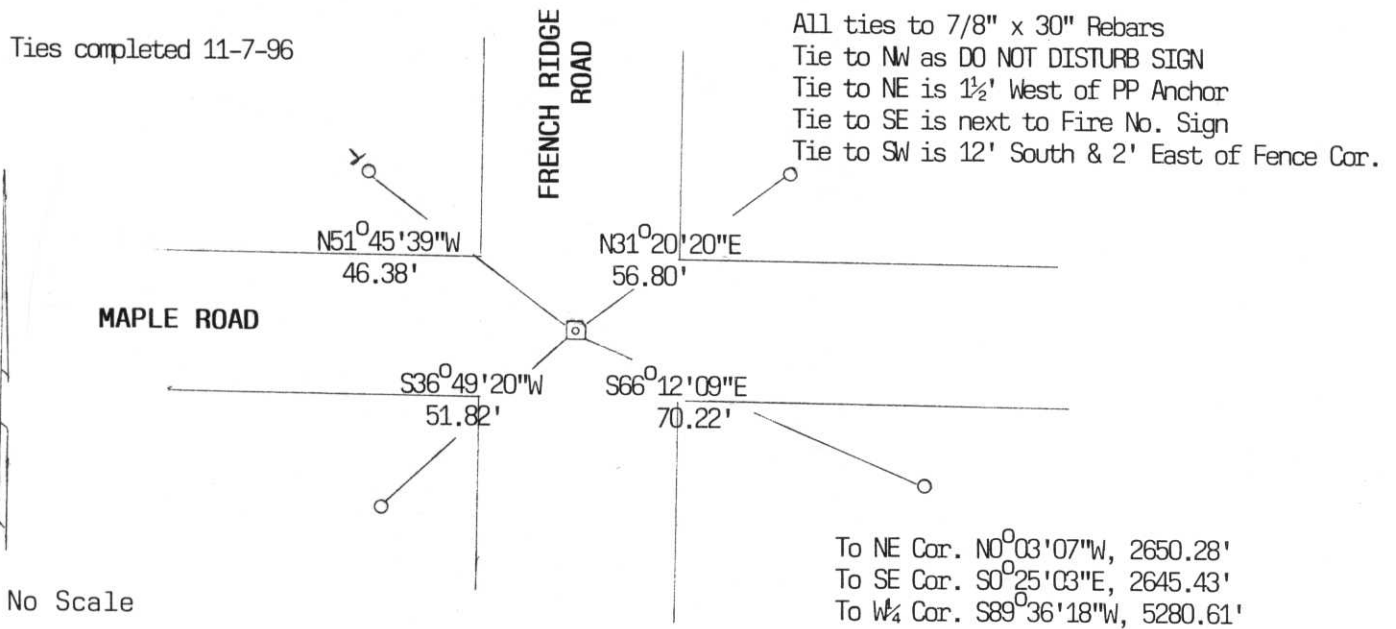 Ties completed 11-7-96
FRENCH RIDGE
ROAD
All ties to 7/8" x 30" Rebars
Tie to NW as DO NOT DISTURB SIGN
Tie to NE is 1½' West of PP Anchor
Tie to SE is next to Fire No. Sign
Tie to SW is 12' South & 2' East of Fence Cor.
N51°45'39"W
46.38'
N31°20'20"E
56.80'
MAPLE ROAD
S36°49'20"W
51.82'
S66°12'09"E
70.22'
To NE Cor. N0°03'07"W, 2650.28'
To SE Cor. S0°25'03"E, 2645.43'
To W¼ Cor. S89°36'18"W, 5280.61'
No Scale